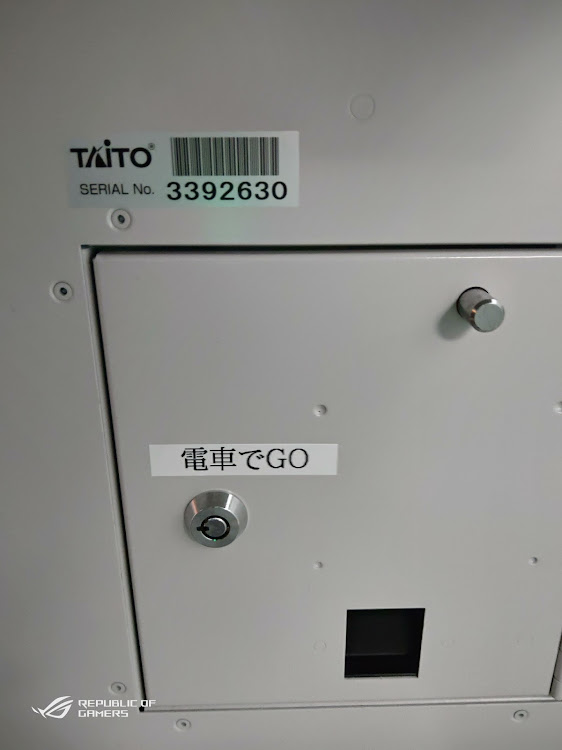 TAITO®
SERIAL No. 3392630
電車でGO
REPUBLIC OF
GAMERS